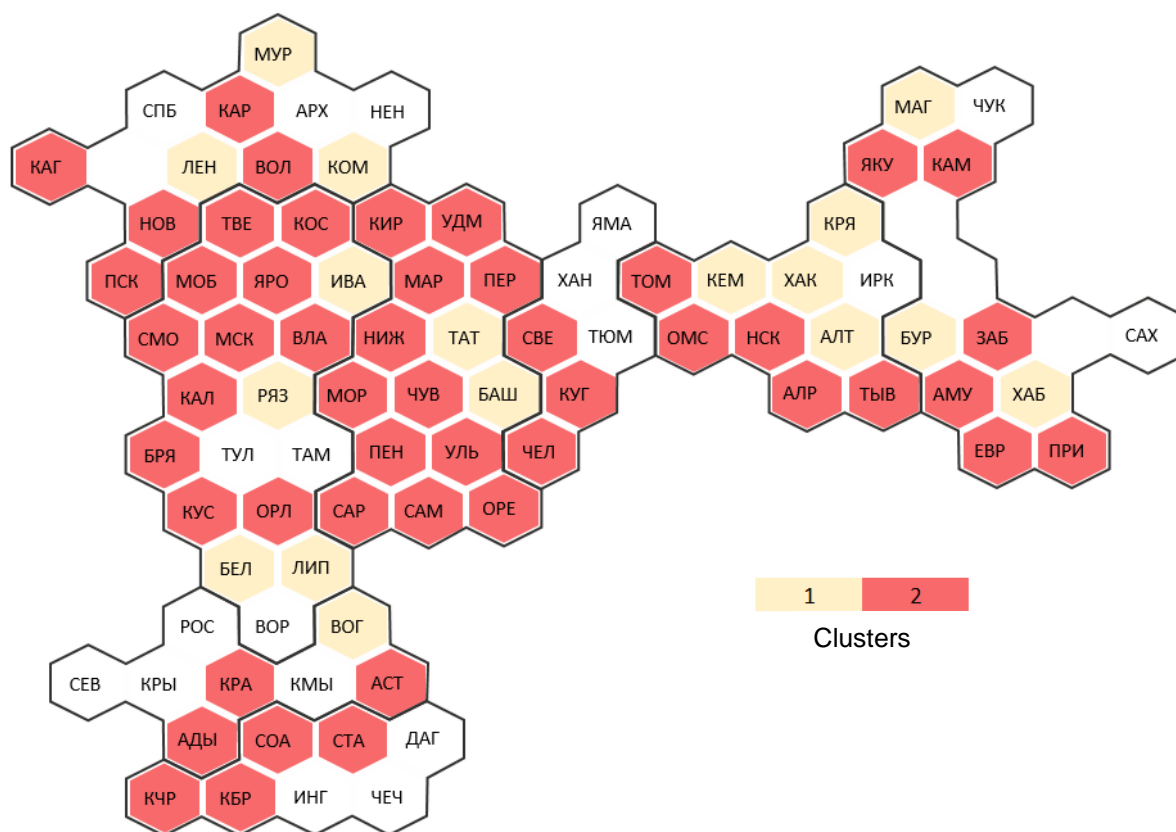 МУР
СПБ КАР АРХ НЕН МАГ ЧУК
КАГ ЛЕН ВОЛ КОМ ЯКУ КАМ
НОВ ТВЕ КОС КИР УДМ ЯМА КРЯ
ПСК МОБ ЯРО ИВА МАР ПЕР ХАН ТОМ КЕМ ХАК ИРК
СМО МСК ВЛА НИЖ ТАТ СВЕ ТЮМ ОМС НСК АЛТ БУР ЗАБ САХ
КАЛ РЯЗ МОР ЧУВ БАШ КУГ АЛР ТЫВ АМУ ХАБ
БРЯ ТУЛ ТАМ ПЕН УЛЬ ЧЕЛ ЕВР ПРИ
КУС ОРЛ САР САМ ОРЕ
БЕЛ ЛИП
РОС ВОР ВОГ
СЕВ КРЫ КРА КМЫ АСТ
АДЫ СОА СТА ДАГ
КЧР КБР ИНГ ЧЕЧ
1 2
Clusters